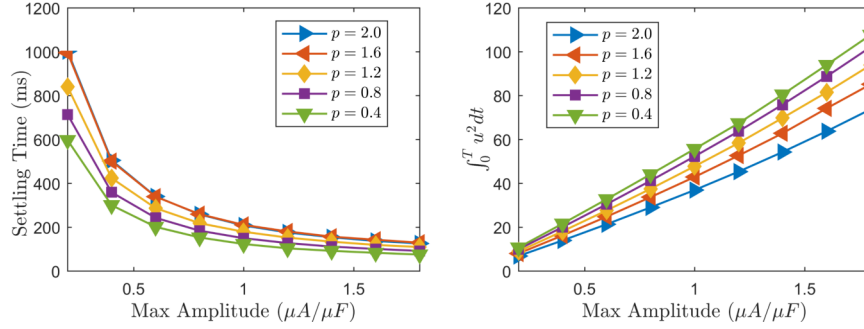 1200
1000
800
600
400
200
0
Settling Time (ms)
p = 2.0
p = 1.6
p = 1.2
p = 0.8
p = 0.4
0.5
1
1.5
Max Amplitude (μA/μF)
120
100
80
60
40
20
0
∫₀ᵀ u² dt
p = 2.0
p = 1.6
p = 1.2
p = 0.8
p = 0.4
0.5
1
1.5
Max Amplitude (μA/μF)